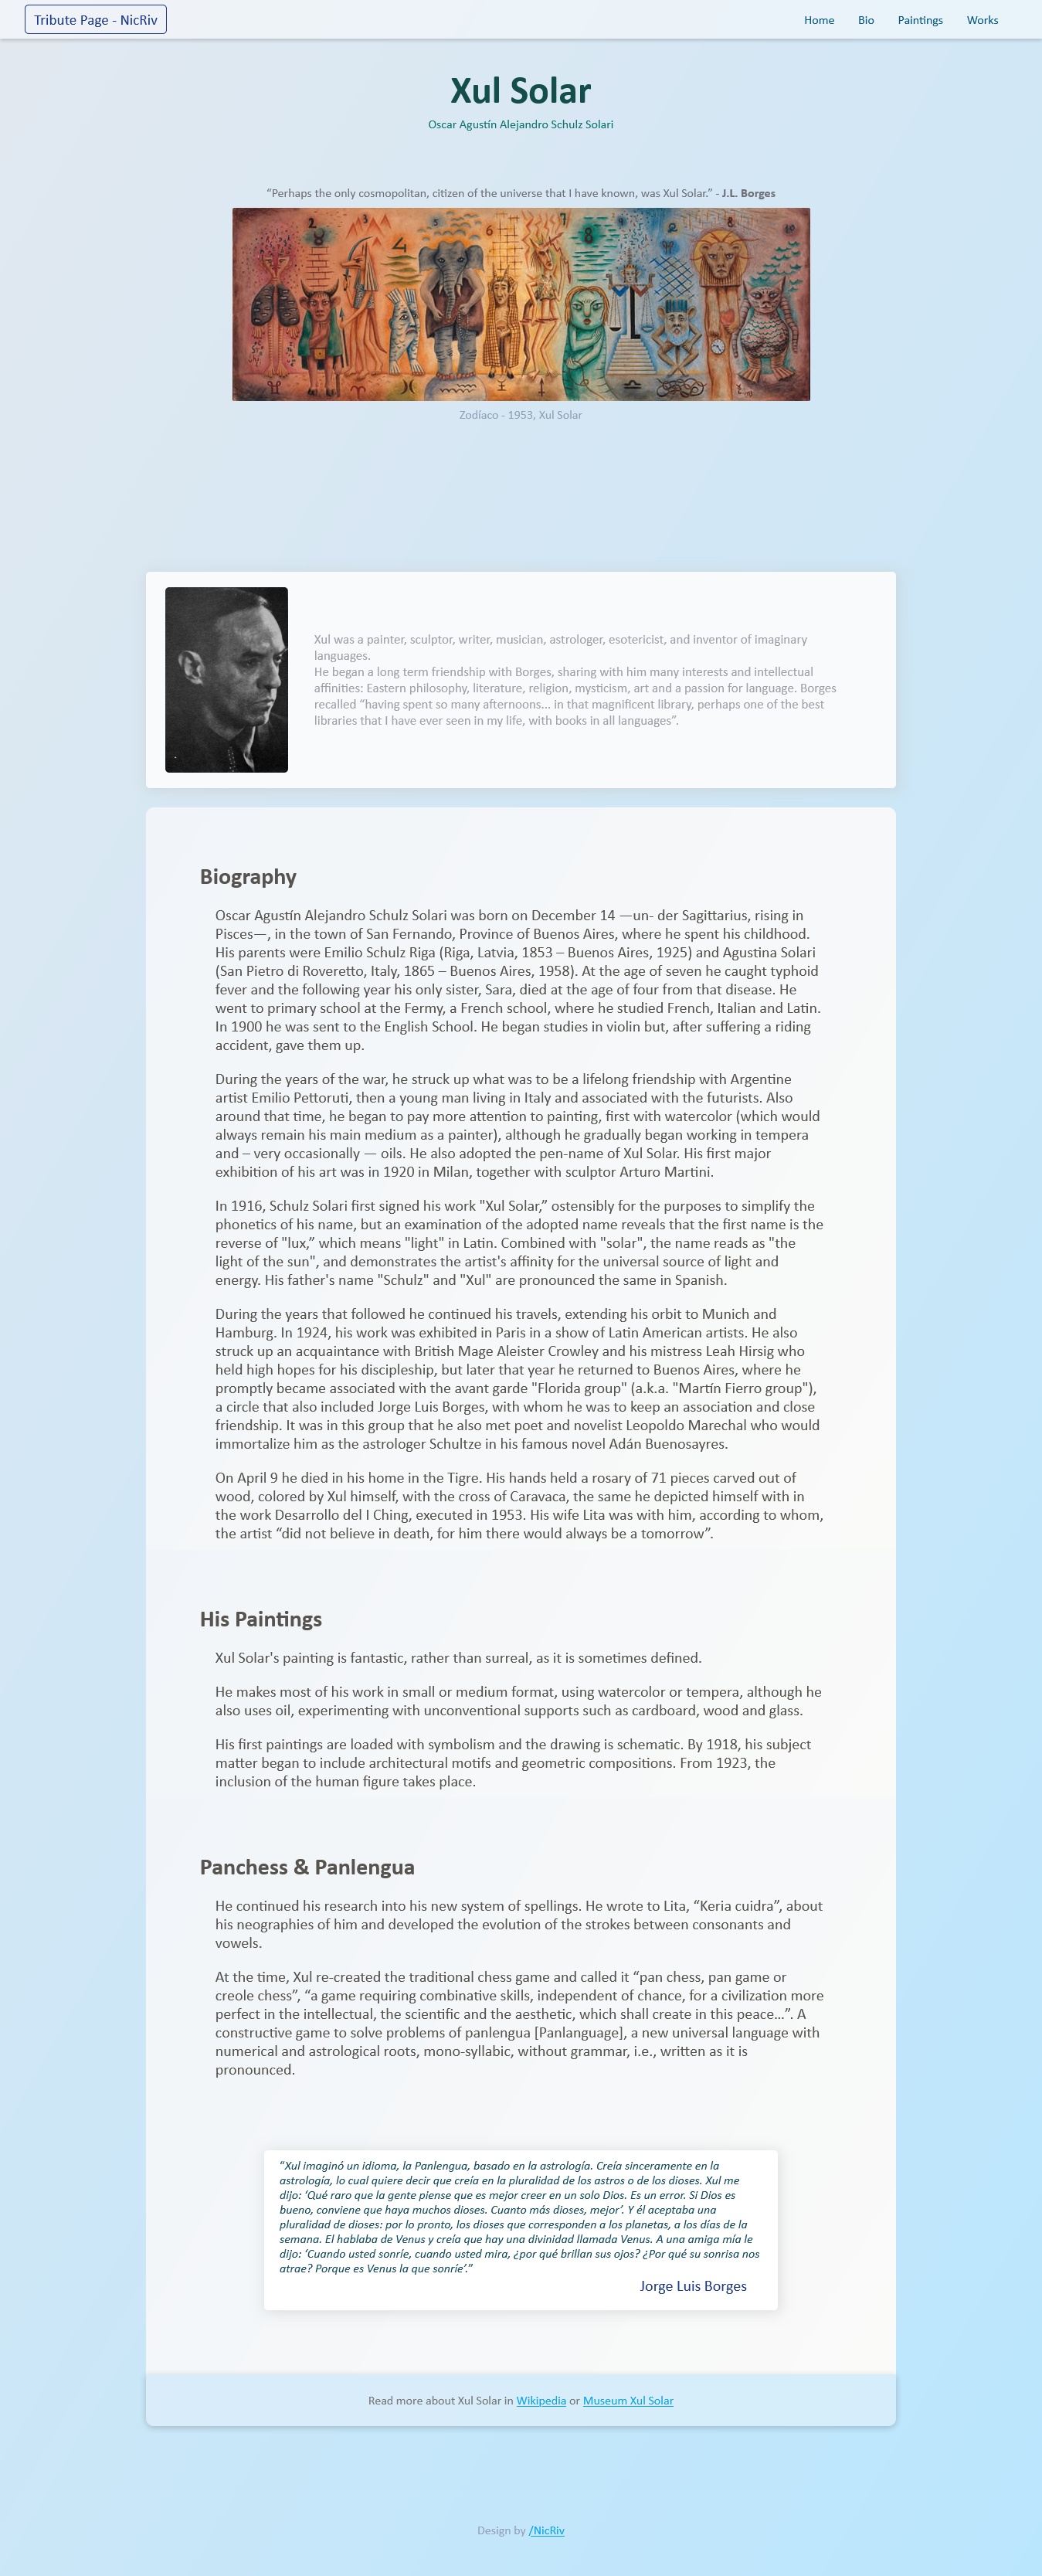 Tribute Page - NicRiv
Home
Bio
Paintings
Works
Xul Solar
Oscar Agustín Alejandro Schulz Solari
“Perhaps the only cosmopolitan, citizen of the universe that I have known, was Xul Solar.” - J.L. Borges
Zodíaco - 1953, Xul Solar
Xul was a painter, sculptor, writer, musician, astrologer, esotericist, and inventor of imaginary
languages.
He began a long term friendship with Borges, sharing with him many interests and intellectual
affinities: Eastern philosophy, literature, religion, mysticism, art and a passion for language. Borges
recalled “having spent so many afternoons... in that magnificent library, perhaps one of the best
libraries that I have ever seen in my life, with books in all languages”.
Biography
Oscar Agustín Alejandro Schulz Solari was born on December 14 —un- der Sagittarius, rising in
Pisces—, in the town of San Fernando, Province of Buenos Aires, where he spent his childhood.
His parents were Emilio Schulz Riga (Riga, Latvia, 1853 – Buenos Aires, 1925) and Agustina Solari
(San Pietro di Roveretto, Italy, 1865 – Buenos Aires, 1958). At the age of seven he caught typhoid
fever and the following year his only sister, Sara, died at the age of four from that disease. He
went to primary school at the Fermy, a French school, where he studied French, Italian and Latin.
In 1900 he was sent to the English School. He began studies in violin but, after suffering a riding
accident, gave them up.
During the years of the war, he struck up what was to be a lifelong friendship with Argentine
artist Emilio Pettoruti, then a young man living in Italy and associated with the futurists. Also
around that time, he began to pay more attention to painting, first with watercolor (which would
always remain his main medium as a painter), although he gradually began working in tempera
and – very occasionally — oils. He also adopted the pen-name of Xul Solar. His first major
exhibition of his art was in 1920 in Milan, together with sculptor Arturo Martini.
In 1916, Schulz Solari first signed his work "Xul Solar,” ostensibly for the purposes to simplify the
phonetics of his name, but an examination of the adopted name reveals that the first name is the
reverse of "lux,” which means "light" in Latin. Combined with "solar", the name reads as "the
light of the sun", and demonstrates the artist's affinity for the universal source of light and
energy. His father's name "Schulz" and "Xul" are pronounced the same in Spanish.
During the years that followed he continued his travels, extending his orbit to Munich and
Hamburg. In 1924, his work was exhibited in Paris in a show of Latin American artists. He also
struck up an acquaintance with British Mage Aleister Crowley and his mistress Leah Hirsig who
held high hopes for his discipleship, but later that year he returned to Buenos Aires, where he
promptly became associated with the avant garde "Florida group" (a.k.a. "Martín Fierro group"),
a circle that also included Jorge Luis Borges, with whom he was to keep an association and close
friendship. It was in this group that he also met poet and novelist Leopoldo Marechal who would
immortalize him as the astrologer Schultze in his famous novel Adán Buenosayres.
On April 9 he died in his home in the Tigre. His hands held a rosary of 71 pieces carved out of
wood, colored by Xul himself, with the cross of Caravaca, the same he depicted himself with in
the work Desarrollo del I Ching, executed in 1953. His wife Lita was with him, according to whom,
the artist “did not believe in death, for him there would always be a tomorrow”.
His Paintings
Xul Solar's painting is fantastic, rather than surreal, as it is sometimes defined.
He makes most of his work in small or medium format, using watercolor or tempera, although he
also uses oil, experimenting with unconventional supports such as cardboard, wood and glass.
His first paintings are loaded with symbolism and the drawing is schematic. By 1918, his subject
matter began to include architectural motifs and geometric compositions. From 1923, the
inclusion of the human figure takes place.
Panchess & Panlengua
He continued his research into his new system of spellings. He wrote to Lita, “Keria cuidra”, about
his neographies of him and developed the evolution of the strokes between consonants and
vowels.
At the time, Xul re-created the traditional chess game and called it “pan chess, pan game or
creole chess”, “a game requiring combinative skills, independent of chance, for a civilization more
perfect in the intellectual, the scientific and the aesthetic, which shall create in this peace...”. A
constructive game to solve problems of panlengua [Panlanguage], a new universal language with
numerical and astrological roots, mono-syllabic, without grammar, i.e., written as it is
pronounced.
“Xul imaginó un idioma, la Panlengua, basado en la astrología. Creía sinceramente en la
astrología, lo cual quiere decir que creía en la pluralidad de los astros o de los dioses. Xul me
dijo: ‘Qué raro que la gente piense que es mejor creer en un solo Dios. Es un error. Si Dios es
bueno, conviene que haya muchos dioses. Cuanto más dioses, mejor’. Y él aceptaba una
pluralidad de dioses: por lo pronto, los dioses que corresponden a los planetas, a los días de la
semana. El hablaba de Venus y creía que hay una divinidad llamada Venus. A una amiga mía le
dijo: ‘Cuando usted sonríe, cuando usted mira, ¿por qué brillan sus ojos? ¿Por qué su sonrisa nos
atrae? Porque es Venus la que sonríe’.”
Jorge Luis Borges
Read more about Xul Solar in Wikipedia or Museum Xul Solar
Design by /NicRiv